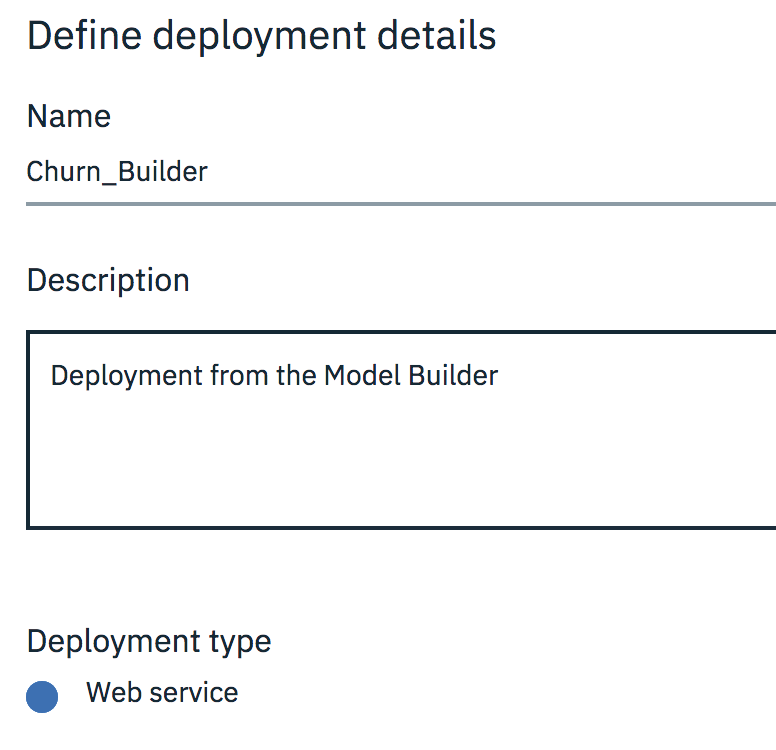 Define deployment details
Name
Churn_Builder
Description
Deployment from the Model Builder
Deployment type
Web service